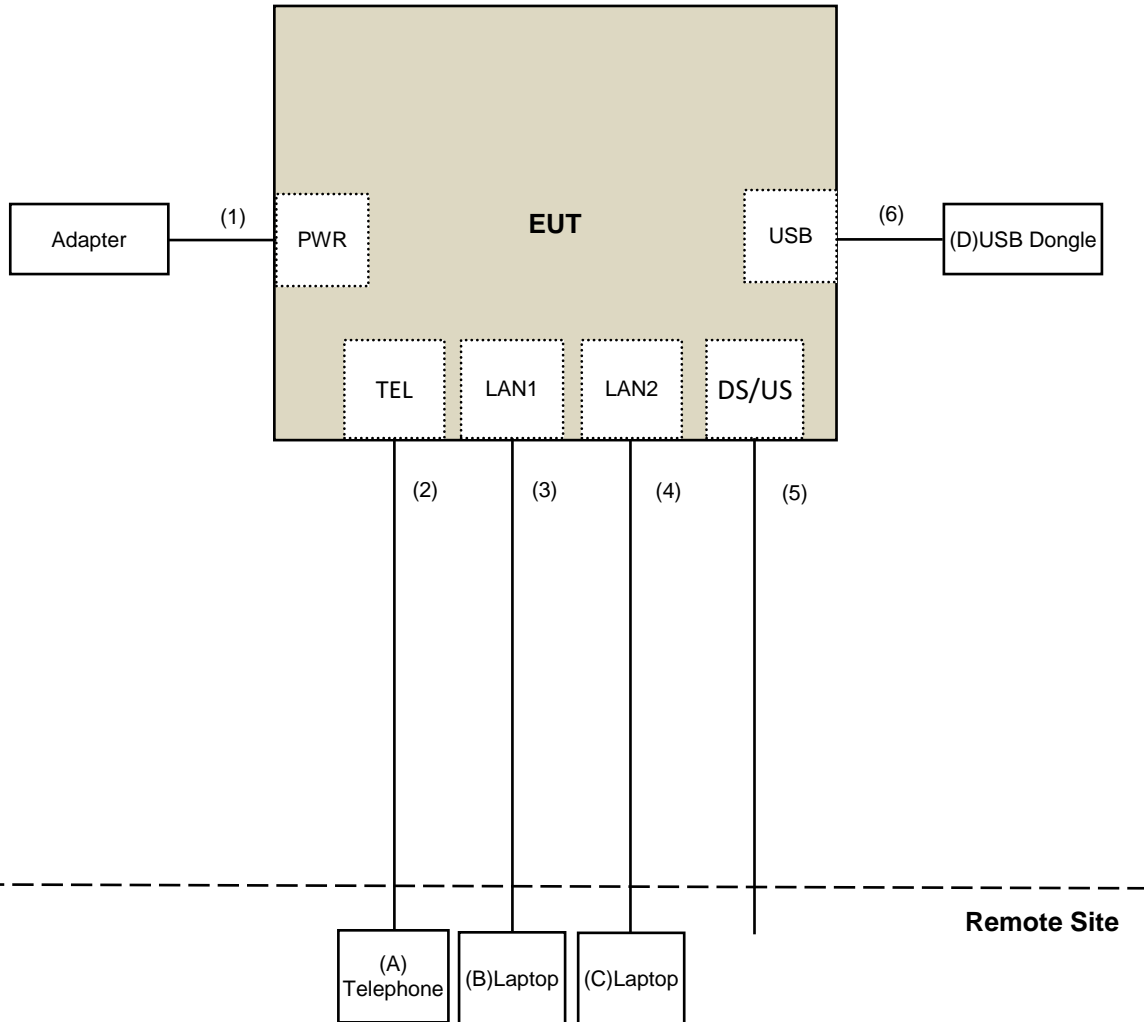 EUT
Adapter
(1)
PWR
USB
(6)
(D)USB Dongle
TEL
LAN1
LAN2
DS/US
(2)
(3)
(4)
(5)
Remote Site
(A)
Telephone
(B)Laptop
(C)Laptop